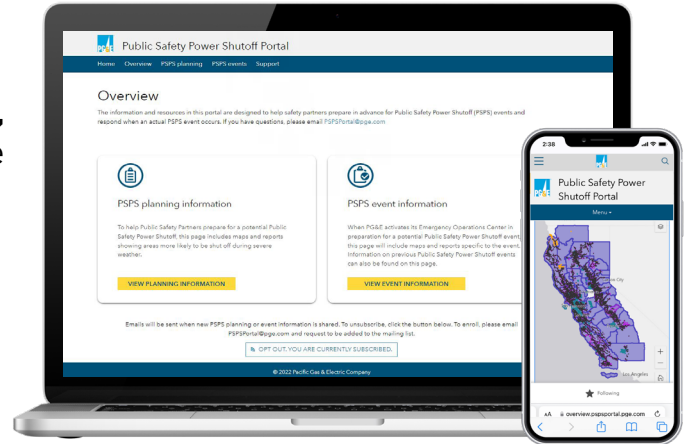 ,
e
PG&E Public Safety Power Shutoff Portal
Home Overview PSPS planning PSPS events Support
Overview
The information and resources in this portal are designed to help safety partners prepare in advance for Public Safety Power Shutoff (PSPS) events and
respond when an actual PSPS event occurs. If you have questions, please email PSPSPortal@pge.com
PSPS planning information
To help Public Safety Partners prepare for a potential Public
Safety Power Shutoff, this page includes maps and reports
showing areas more likely to be shut off during severe
weather.
VIEW PLANNING INFORMATION
PSPS event information
When PG&E activates its Emergency Operations Center in
preparation for a potential Public Safety Power Shutoff event,
this page will include maps and reports specific to the event.
Information on previous Public Safety Power Shutoff events
can also be found on this page.
VIEW EVENT INFORMATION
Emails will be sent when new PSPS planning or event information is shared. To unsubscribe, click the button below. To enroll, please email
PSPSPortal@pge.com and request to be added to the mailing list.
OPT OUT, YOU ARE CURRENTLY SUBSCRIBED.
© 2022 Pacific Gas & Electric Company
2:38
PG&E
Public Safety Power
Shutoff Portal
Menu
City
Los Angeles
+
−
Following
AA overview.pspsportal.pge.com